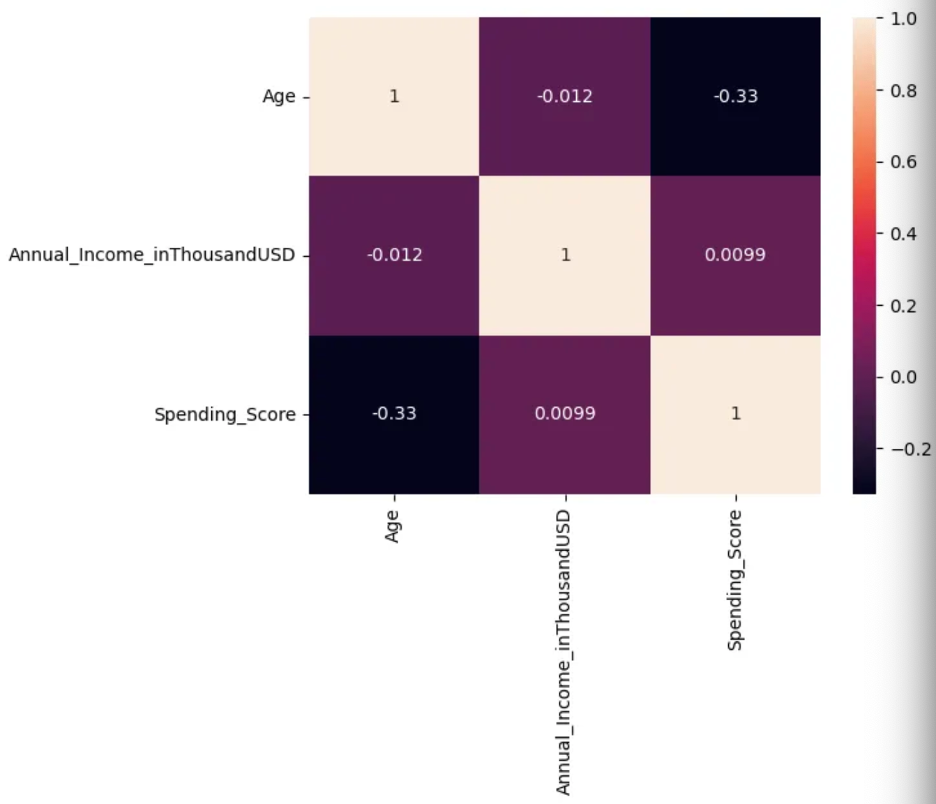 1.0
0.8
0.6
0.4
0.2
0.0
−0.2
Age
1
-0.012
-0.33
Annual_Income_inThousandUSD
-0.012
1
0.0099
Spending_Score
-0.33
0.0099
1
Age
Annual_Income_inThousandUSD
Spending_Score